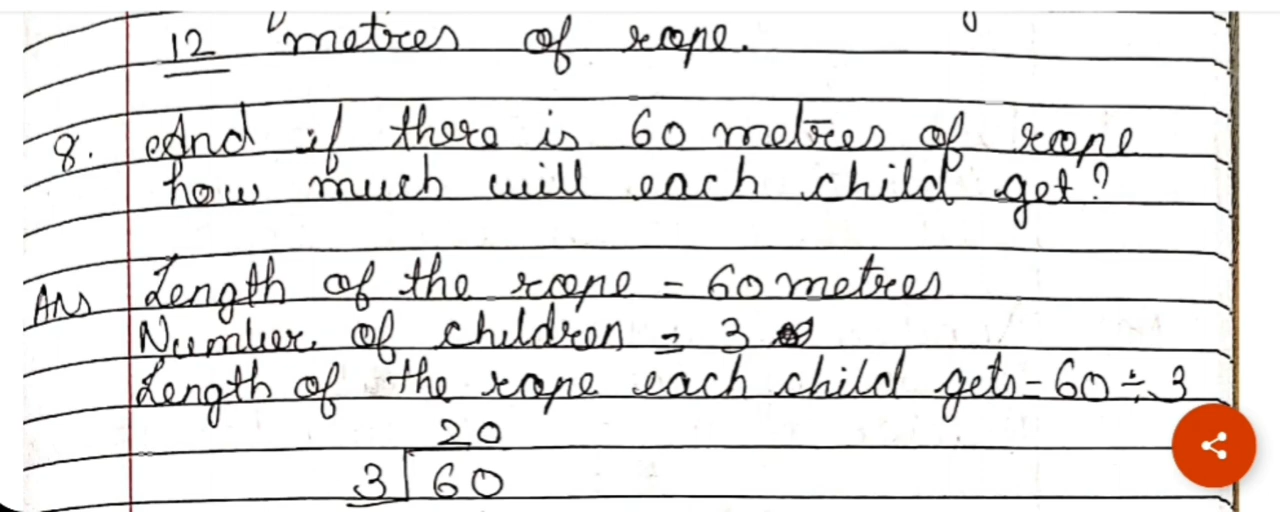 12 metres of rope.
8. And if there is 60 metres of rope
how much will each child get?
Ans Length of the rope = 60 metres
Number of children = 3
Length of the rope each child gets = 60 ÷ 3
20
3 60